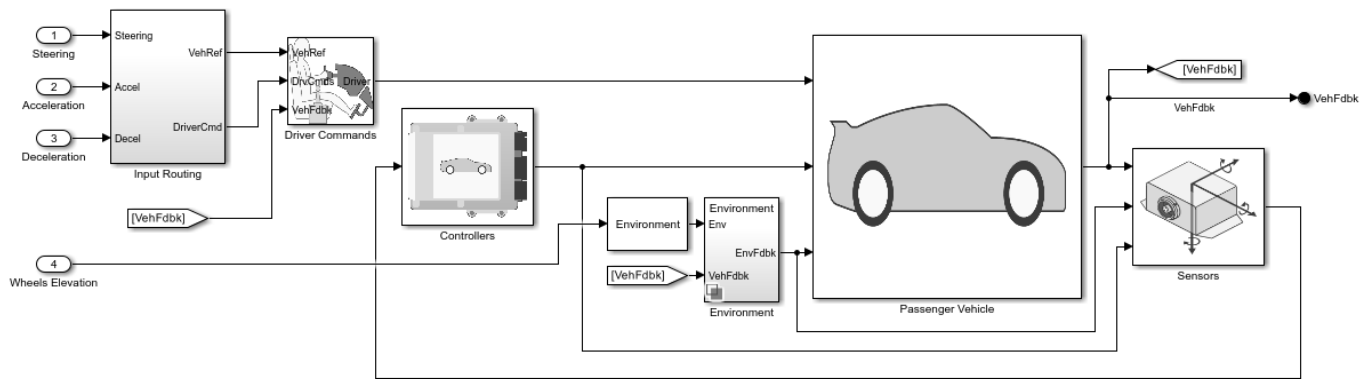 1
Steering
2
Acceleration
3
Deceleration
Steering
Accel
Decel
VehRef
DriverCmd
Input Routing
VehRef
DrvCmds
VehFdbk
Driver
Driver Commands
[VehFdbk]
4
Wheels Elevation
Controllers
Environment
[VehFdbk]
Environment
Env
EnvFdbk
VehFdbk
Environment
Passenger Vehicle
[VehFdbk]
VehFdbk
VehFdbk
Sensors